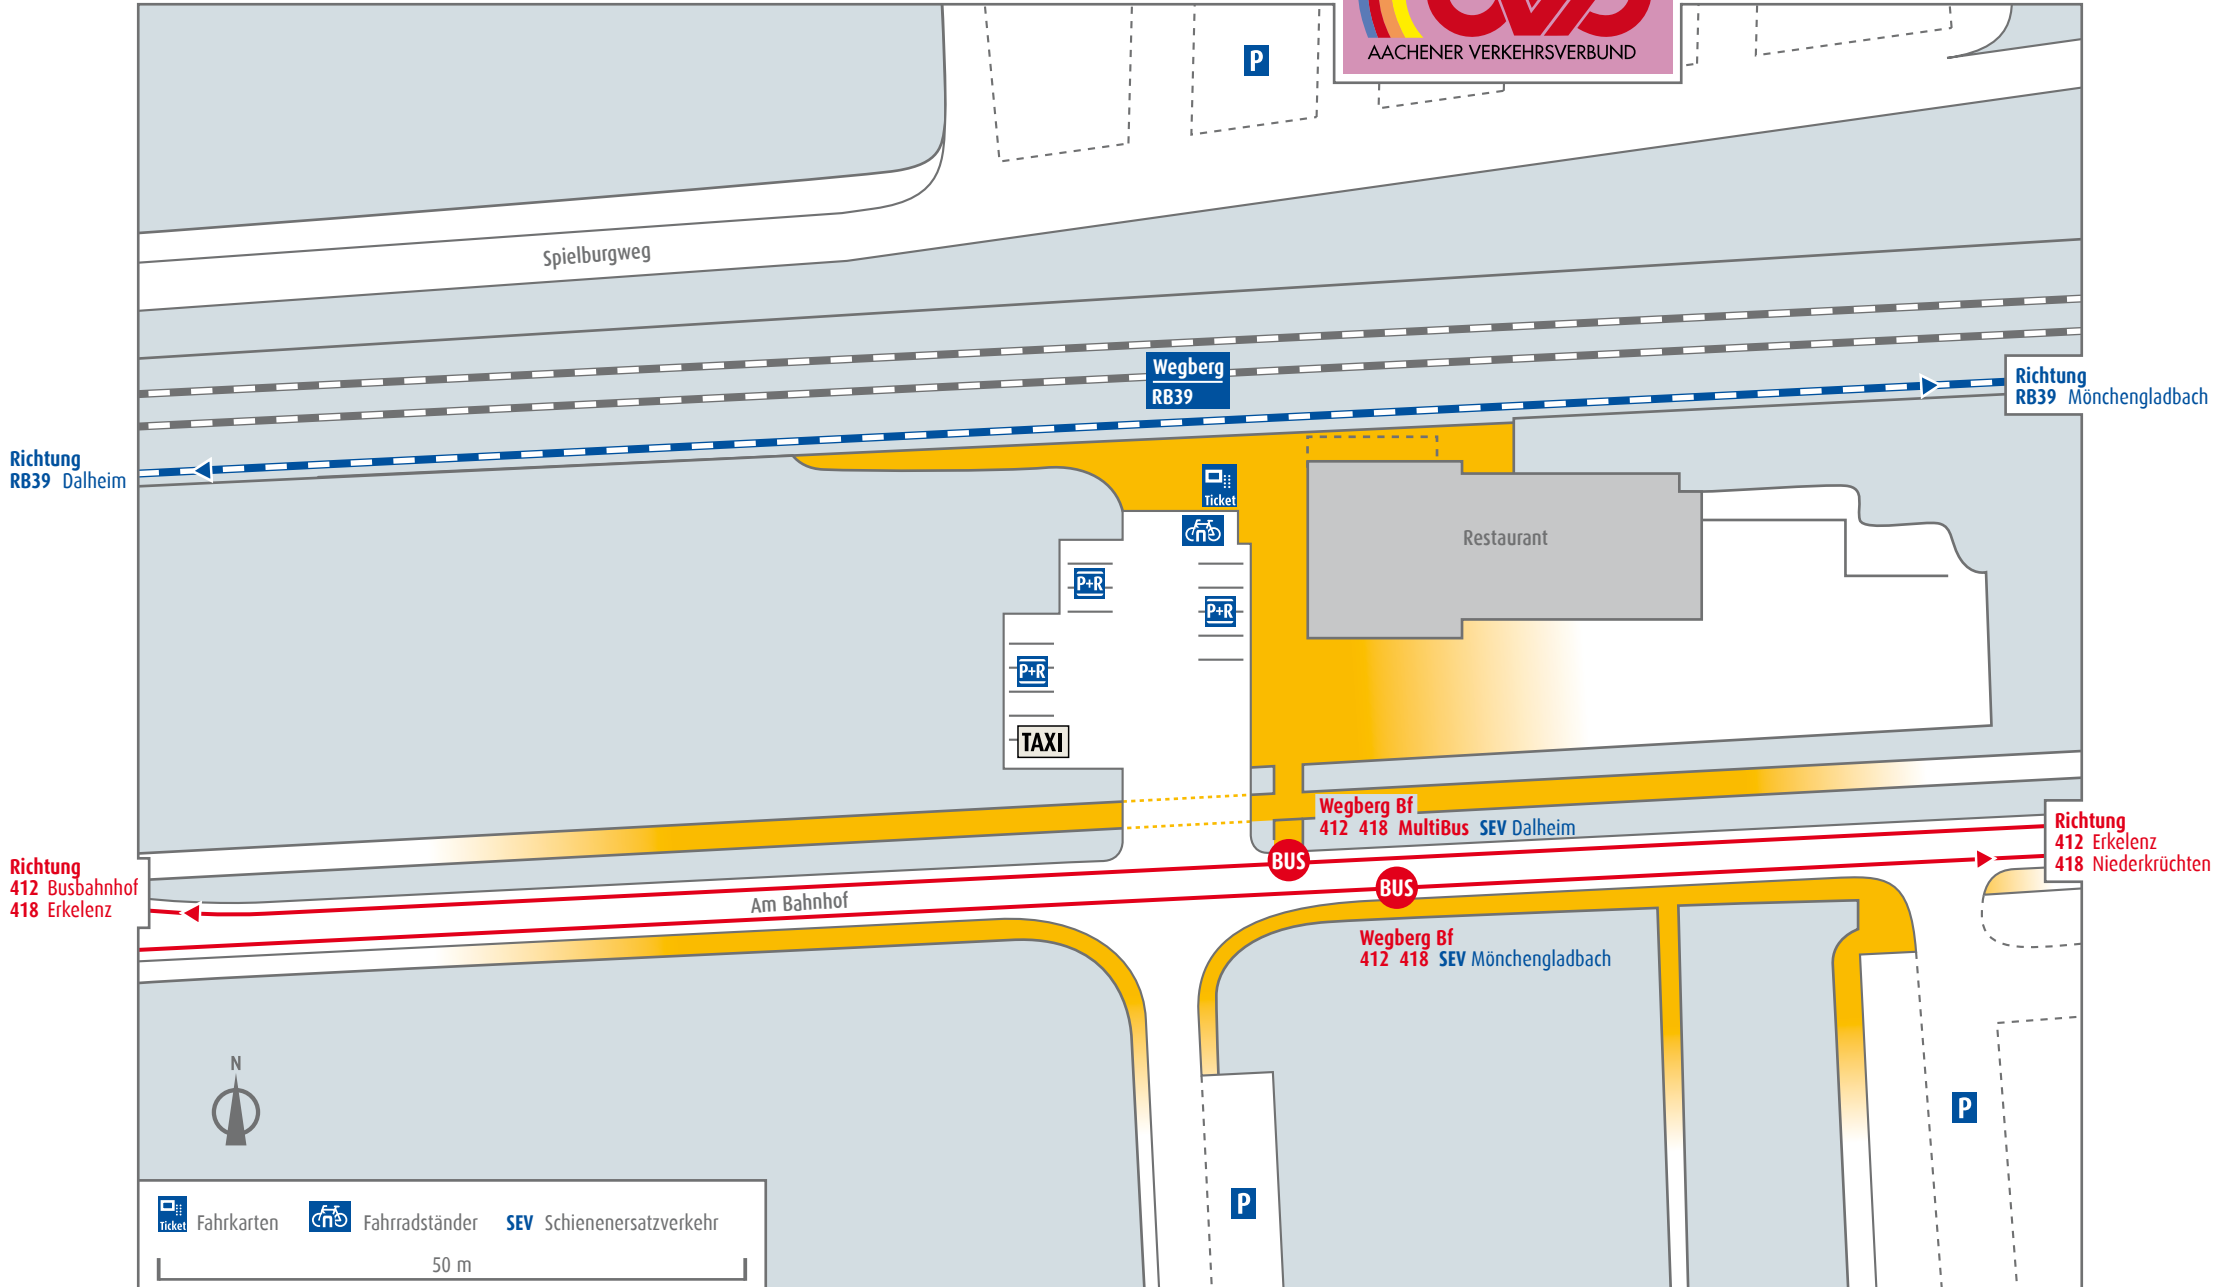 AACHENER VERKEHRSVERBUND
P
Spielburgweg
Wegberg
RB39
Richtung
RB39 Mönchengladbach
Richtung
RB39 Dalheim
Ticket
Restaurant
P+R
P+R
P+R
TAXI
Wegberg Bf
412 418 MultiBus SEV Dalheim
Richtung
412 Erkelenz
418 Niederkrüchten
BUS
BUS
Richtung
412 Busbahnhof
418 Erkelenz
Am Bahnhof
Wegberg Bf
412 418 SEV Mönchengladbach
N
P
P
Ticket Fahrkarten Fahrradständer SEV Schienenersatzverkehr
50 m